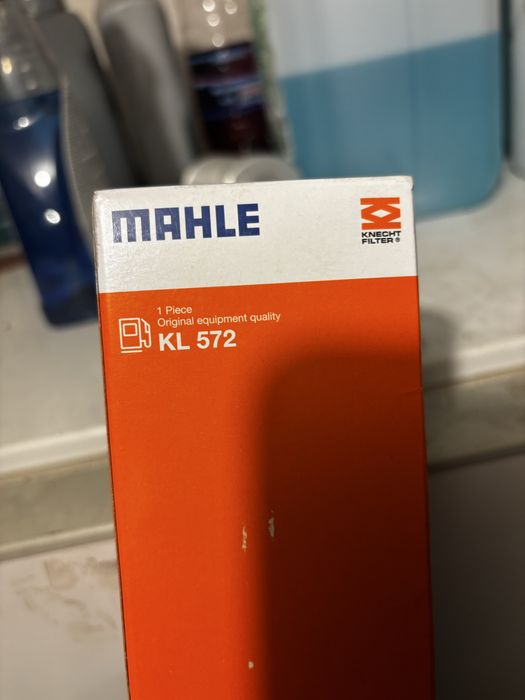 MAHLE
KNECHT
FILTER®
1 Piece
Original equipment quality
KL 572